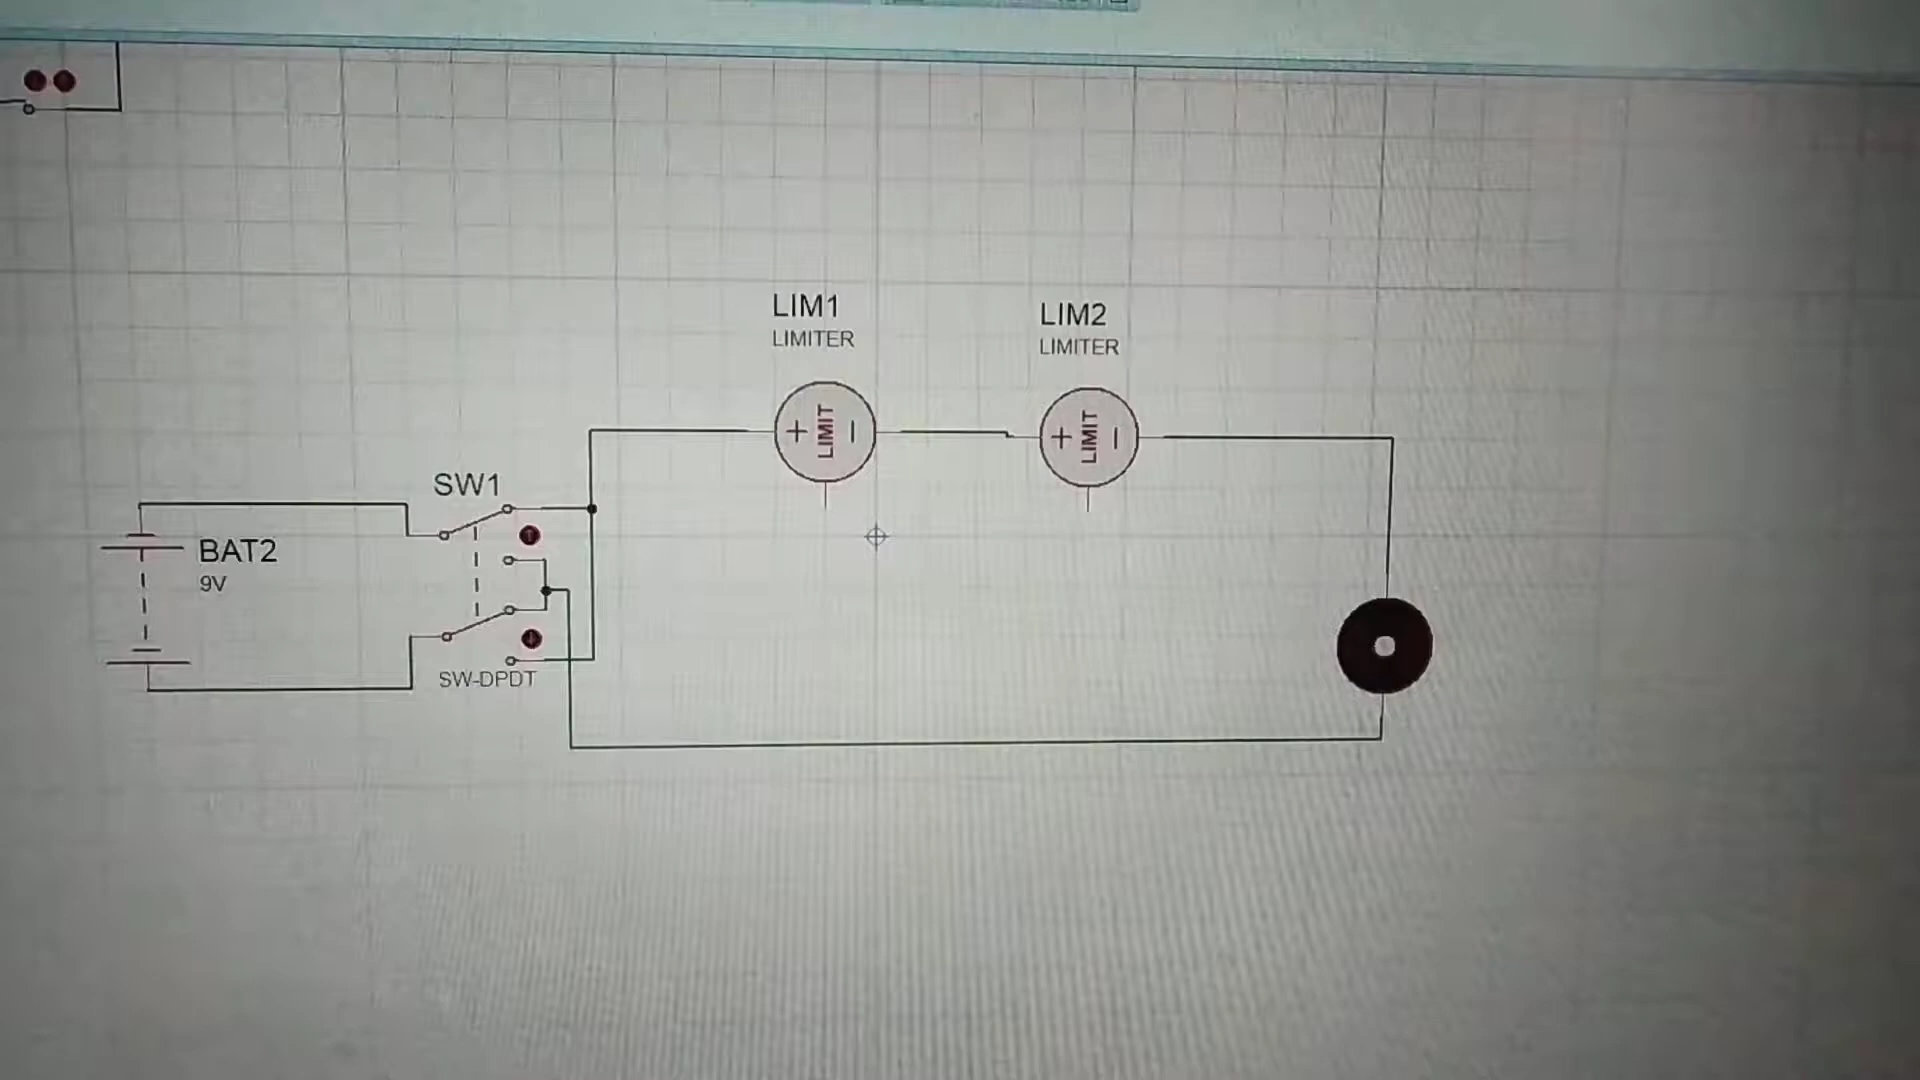 LIM1
LIMITER
LIM2
LIMITER
+ LIMIT −
+ LIMIT −
SW1
BAT2
9V
SW-DPDT